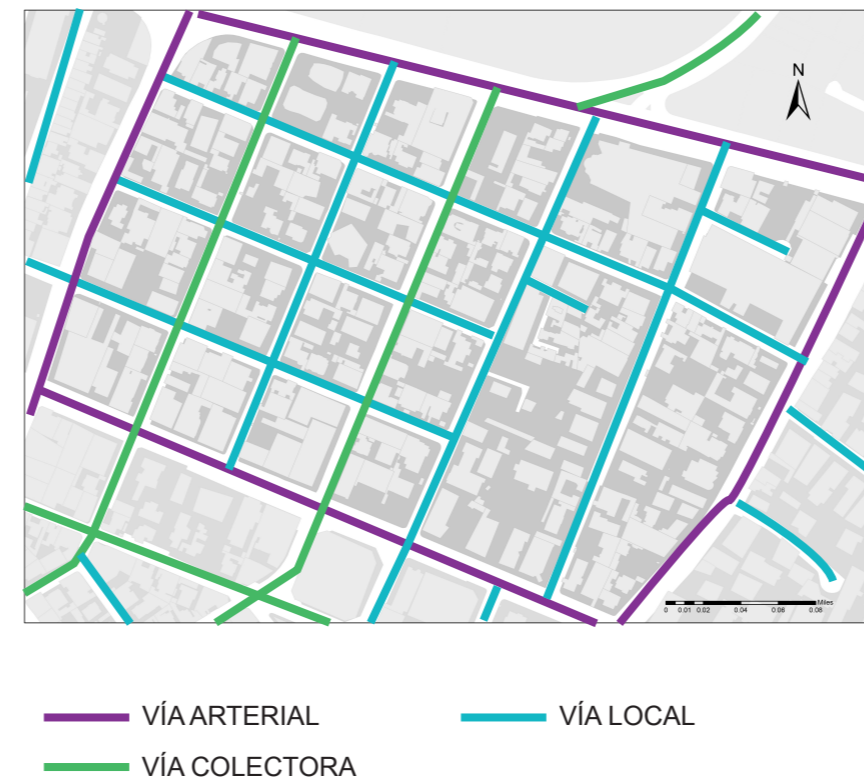 N
Miles
0 0.01 0.02 0.04 0.06 0.08
VÍA ARTERIAL
VÍA LOCAL
VÍA COLECTORA